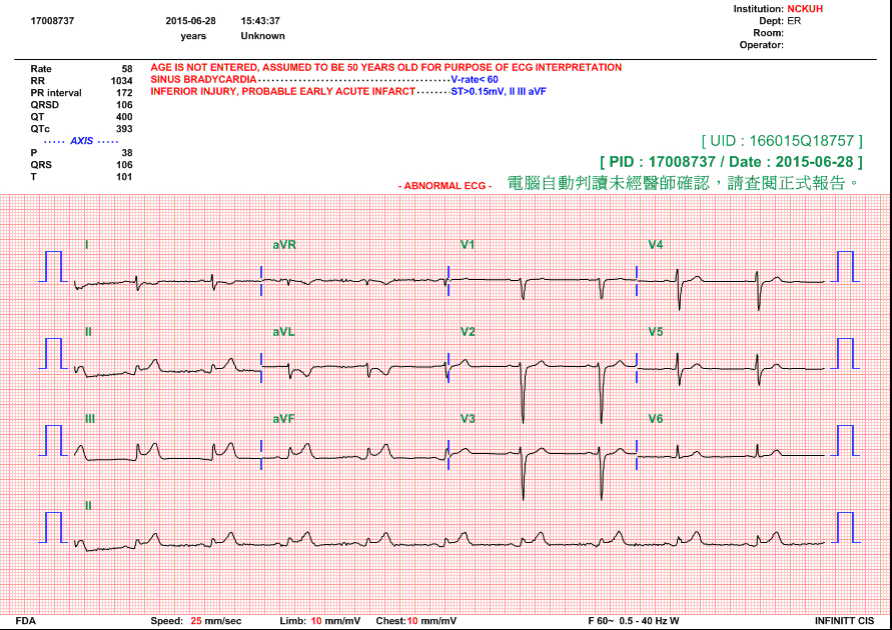 Institution: NCKUH
17008737 2015-06-28 15:43:37 Dept: ER
years Unknown Room:
Operator:
Rate 58 AGE IS NOT ENTERED, ASSUMED TO BE 50 YEARS OLD FOR PURPOSE OF ECG INTERPRETATION
RR 1034 SINUS BRADYCARDIA - - - - - - - - - - - - - - - - - - - - - - - - - - - - - - - - - - - - - - - V-rate< 60
PR interval 172 INFERIOR INJURY, PROBABLE EARLY ACUTE INFARCT - - - - - - - ST>0.15mV, II III aVF
QRSD 106
QT 400
QTc 393
- - - - - AXIS - - - - -
P 38
QRS 106
T 101
[ UID : 166015Q18757 ]
[ PID : 17008737 / Date : 2015-06-28 ]
- ABNORMAL ECG - 電腦自動判讀未經醫師確認，請查閱正式報告。
I aVR V1 V4
II aVL V2 V5
III aVF V3 V6
II
FDA Speed: 25 mm/sec Limb: 10 mm/mV Chest: 10 mm/mV F 60~ 0.5 - 40 Hz W INFINITT CIS